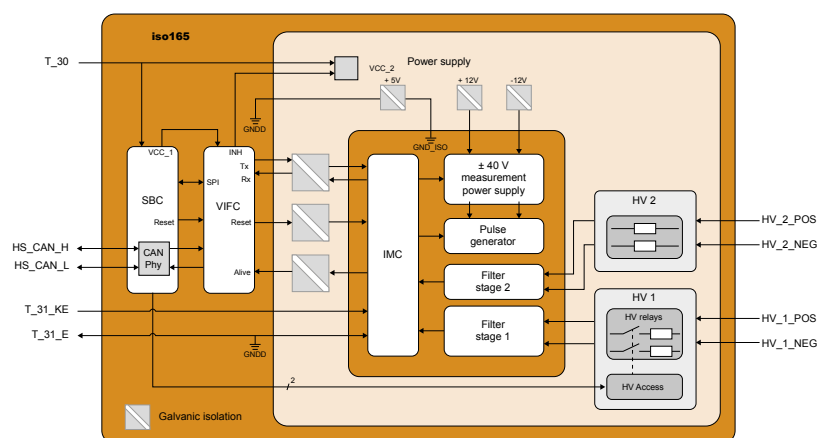 iso165
T_30
VCC_2
Power supply
+ 5V
+ 12V
-12V
GNDD
GND_ISO
VCC_1
INH
SBC
SPI
VIFC
Tx
Rx
Reset
Reset
CAN
Phy
Alive
IMC
± 40 V
measurement
power supply
Pulse
generator
Filter
stage 2
Filter
stage 1
HV 2
HV_2_POS
HV_2_NEG
HV 1
HV relays
HV_1_POS
HV_1_NEG
HV Access
HS_CAN_H
HS_CAN_L
T_31_KE
T_31_E
GNDD
2
Galvanic isolation